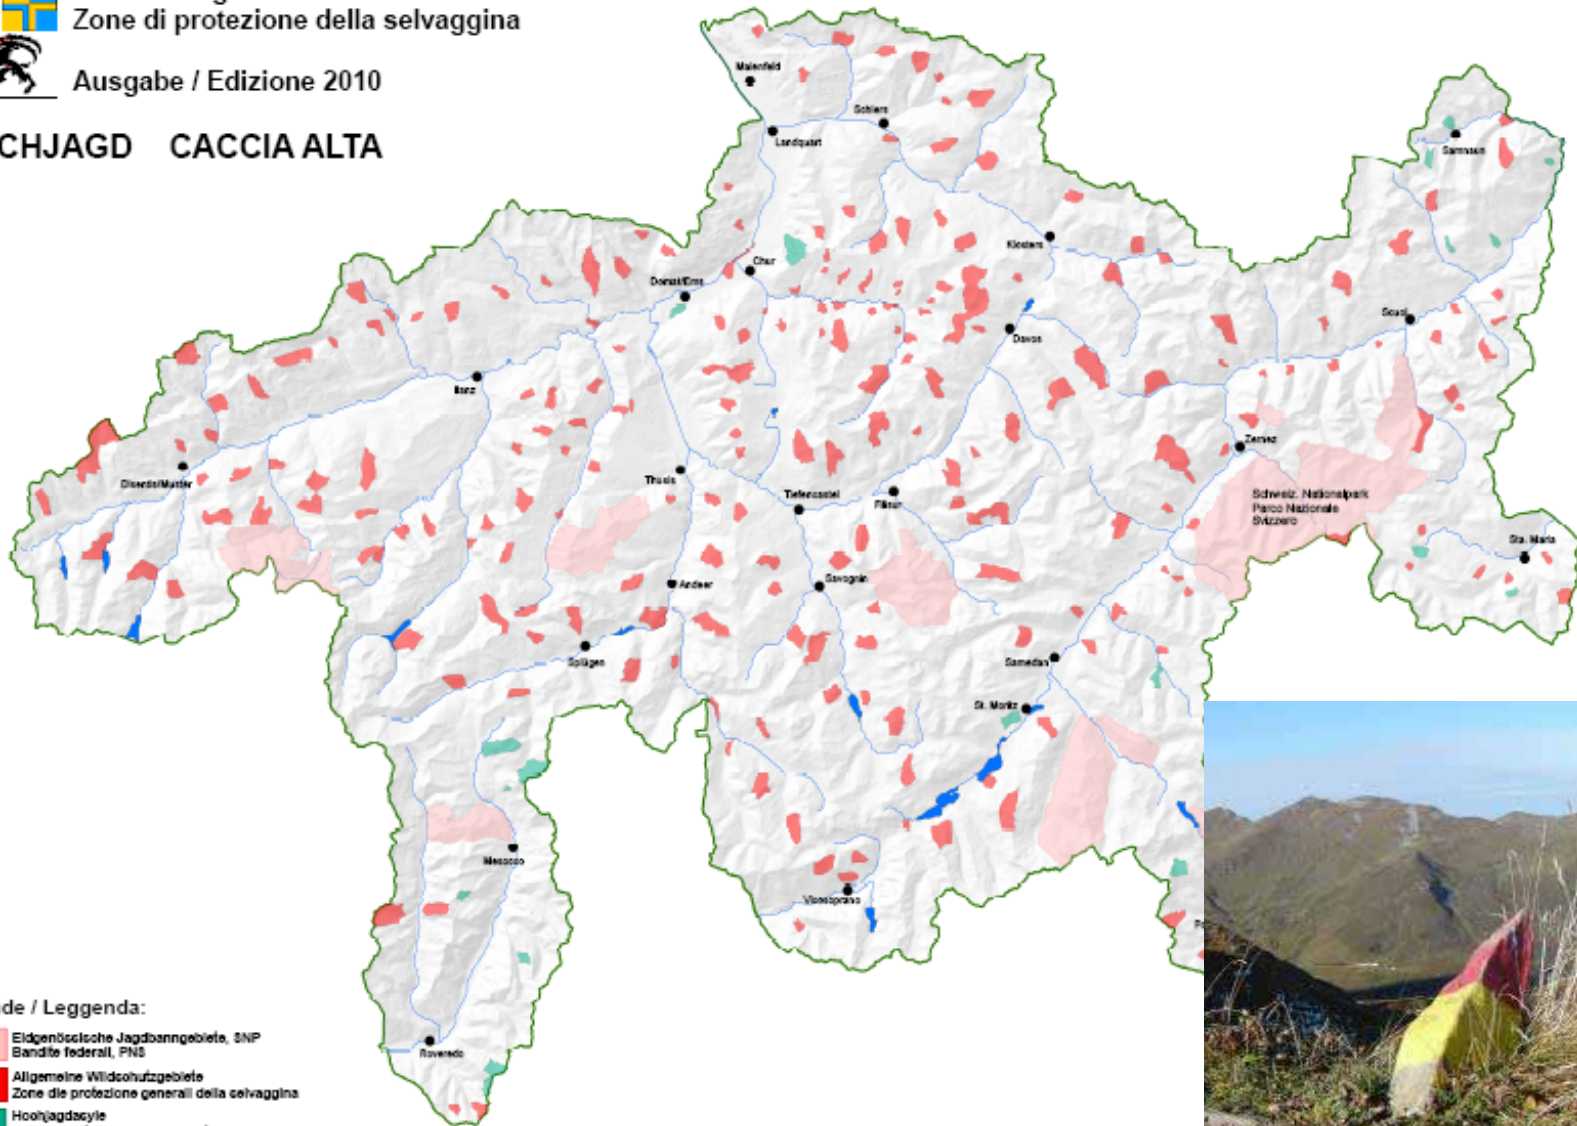 Zone di protezione della selvaggina
Ausgabe / Edizione 2010
CHJAGD CACCIA ALTA
Maienfeld
Schiers
Landquart
Samnaun
Klosters
Chur
Domat/Ems
Scuol
Davos
Ilanz
Zernez
Disentis/Mustér
Thusis
Tiefencastel
Filisur
Schweiz. Nationalpark
Parco Nazionale
Svizzero
Sta. Maria
Andeer
Savognin
Splügen
Samedan
St. Moritz
Mesocco
Vicosoprano
Roveredo
de / Leggenda:
Eidgenössische Jagdbanngebiete, SNP
Bandite federali, PNS
Allgemeine Wildschutzgebiete
Zone die protezione generali della selvaggina
Hochjagdasyle